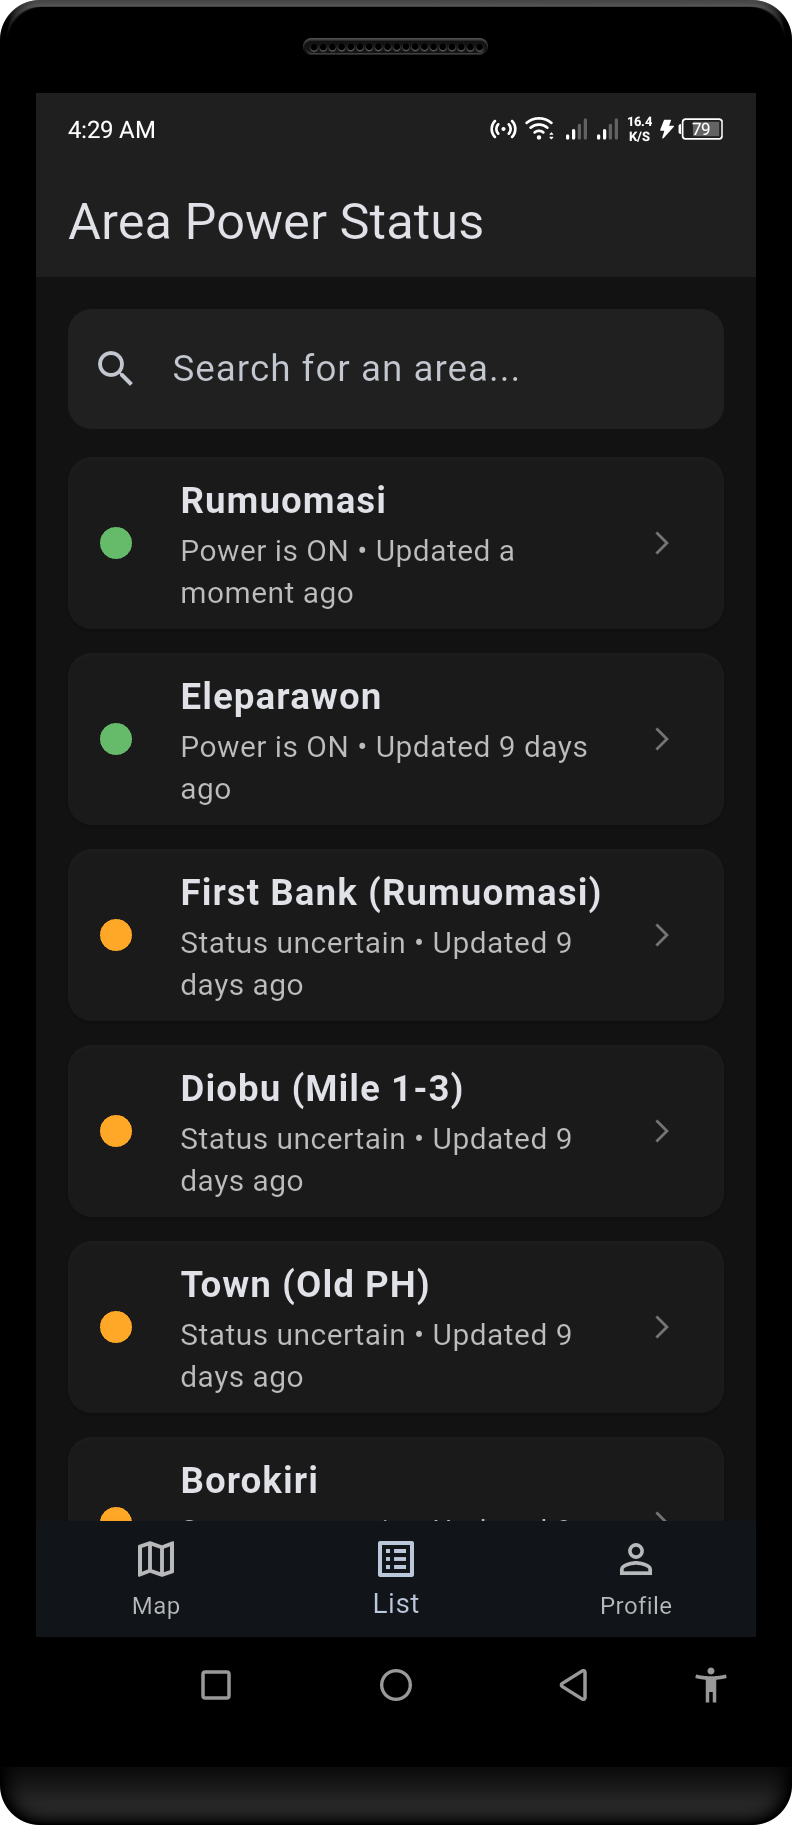 4:29 AM
16.4
K/S
79
Area Power Status
Search for an area...
Rumuomasi
Power is ON • Updated a
moment ago
Eleparawon
Power is ON • Updated 9 days
ago
First Bank (Rumuomasi)
Status uncertain • Updated 9
days ago
Diobu (Mile 1-3)
Status uncertain • Updated 9
days ago
Town (Old PH)
Status uncertain • Updated 9
days ago
Borokiri
Map
List
Profile